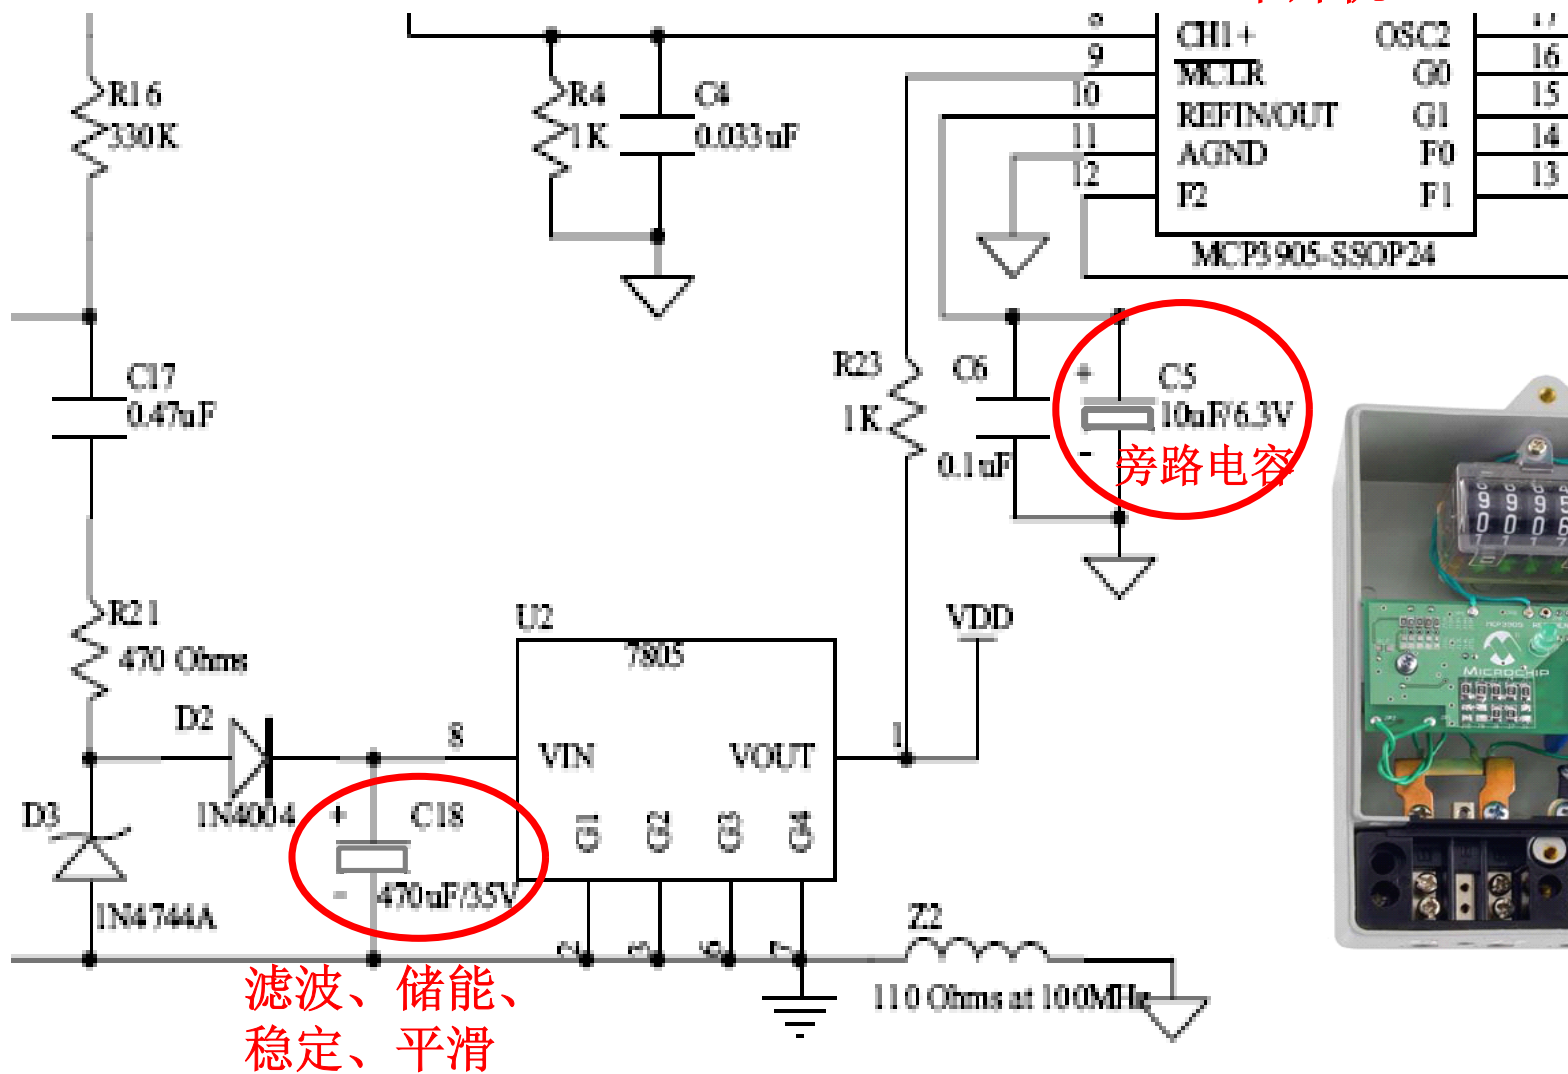 8
17
CH1+
OSC2
9
16
MCLR
G0
10
15
REFIN/OUT
G1
11
14
AGND
F0
12
13
F2
F1
MCP3905-SSOP24
R16
330K
R4
1K
C4
0.033uF
C17
0.47uF
R23
1K
C6
0.1uF
+
C5
10uF/6.3V
-
旁路电容
R21
470 Ohms
U2
7805
VDD
D2
8
VIN
VOUT
1
1N4004
D3
1N4744A
+
C18
-
470uF/35V
G1
G2
G3
G4
2
3
6
7
Z2
110 Ohms at 100MHz
滤波、储能、
稳定、平滑
MCP3905
MICROCHIP